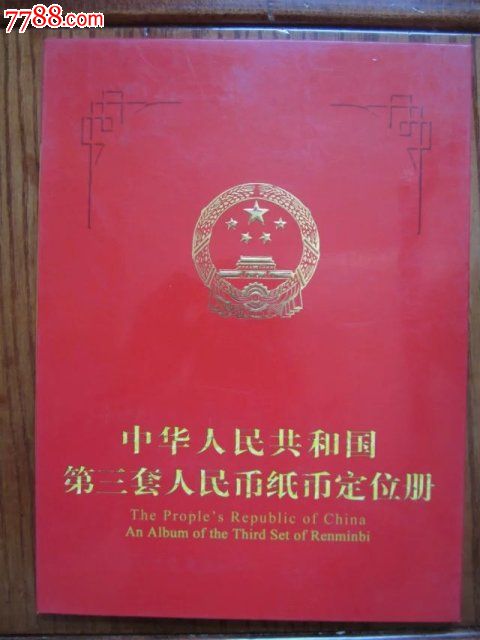 7788.com
中华人民共和国
第三套人民币纸币定位册
The Prople's Republic of China
An Album of the Third Set of Renminbi